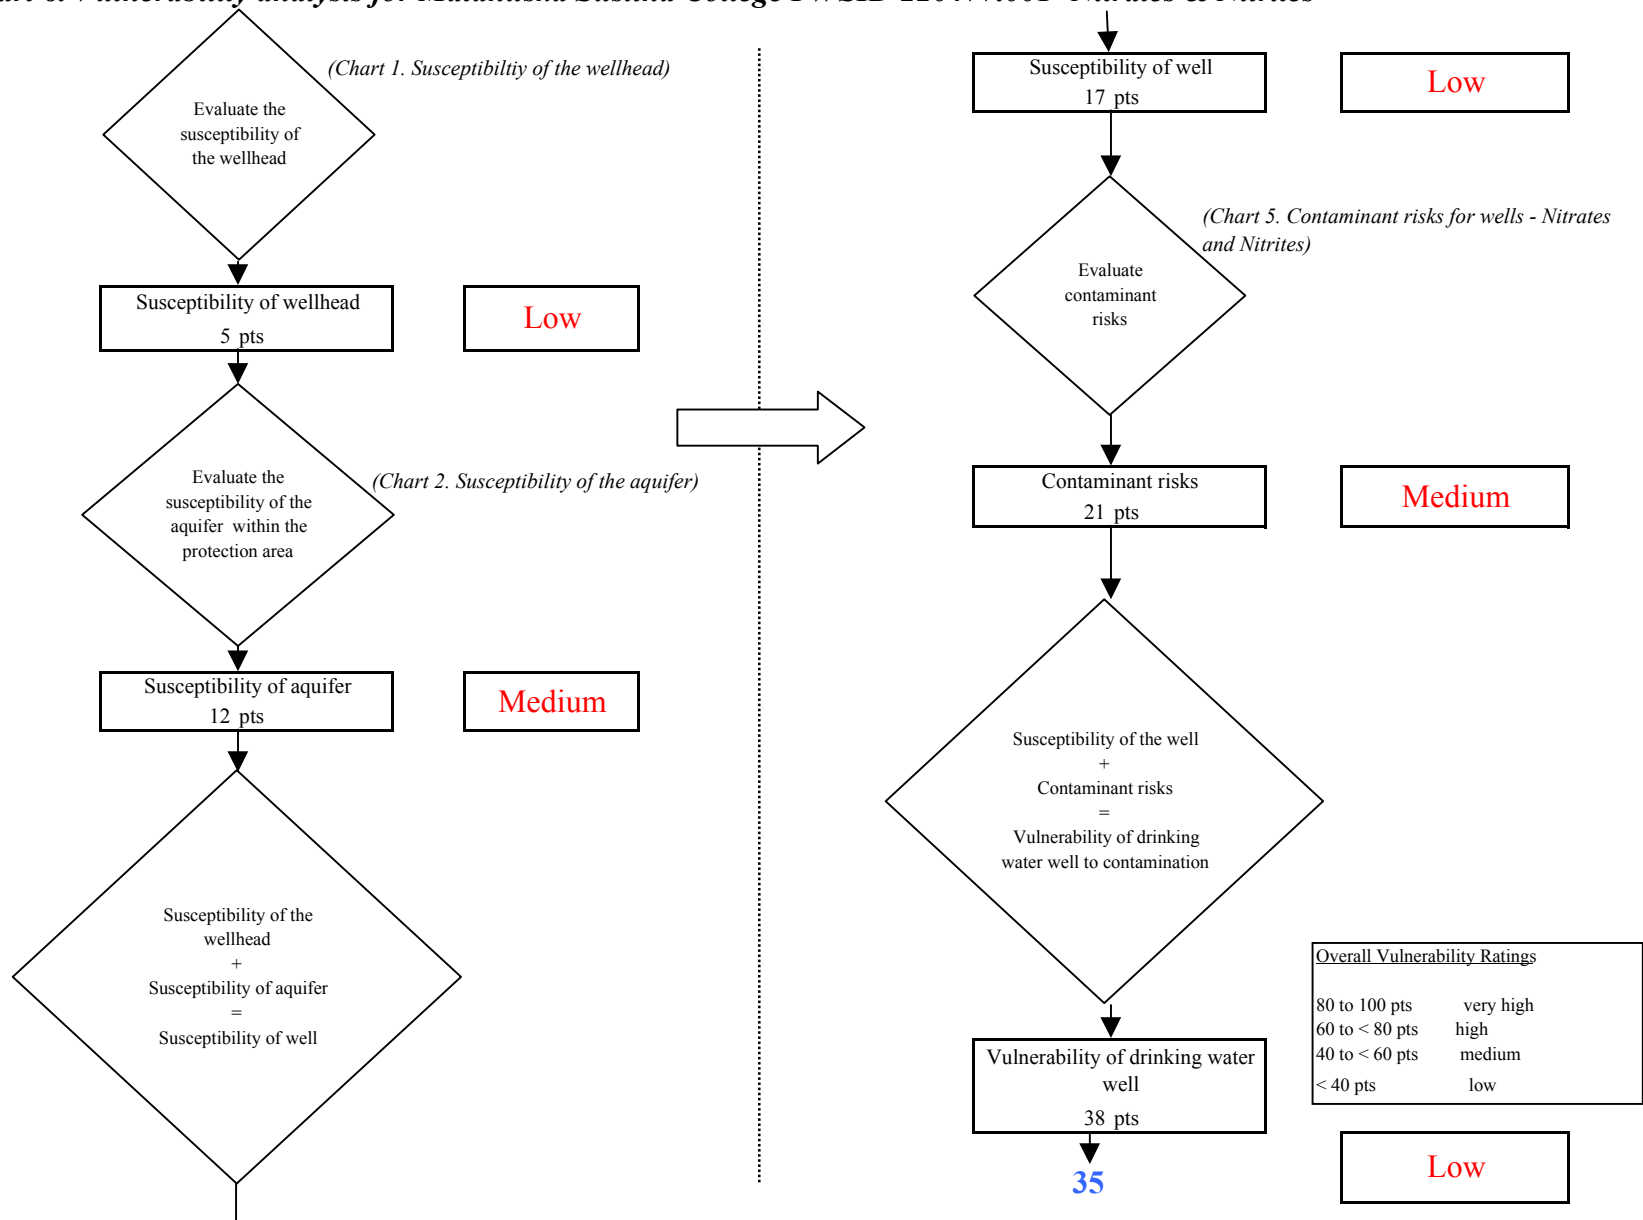 Susceptibility of the wellhead)
(Chart 1. Susceptibiltiy of the wellhead)
Evaluate the
susceptibility of
the wellhead
Susceptibility of wellhead
5 pts
Low
Evaluate the
susceptibility of the
aquifer within the
protection area
(Chart 2. Susceptibility of the aquifer)
Susceptibility of aquifer
12 pts
Medium
Susceptibility of the
wellhead
+
Susceptibility of aquifer
=
Susceptibility of well
Susceptibility of well
17 pts
Low
(Chart 5. Contaminant risks for wells - Nitrates
and Nitrites)
Evaluate
contaminant
risks
Contaminant risks
21 pts
Medium
Susceptibility of the well
+
Contaminant risks
=
Vulnerability of drinking
water well to contamination
Overall Vulnerability Ratings
80 to 100 pts very high
60 to < 80 pts high
40 to < 60 pts medium
< 40 pts low
Vulnerability of drinking water
well
38 pts
35
Low